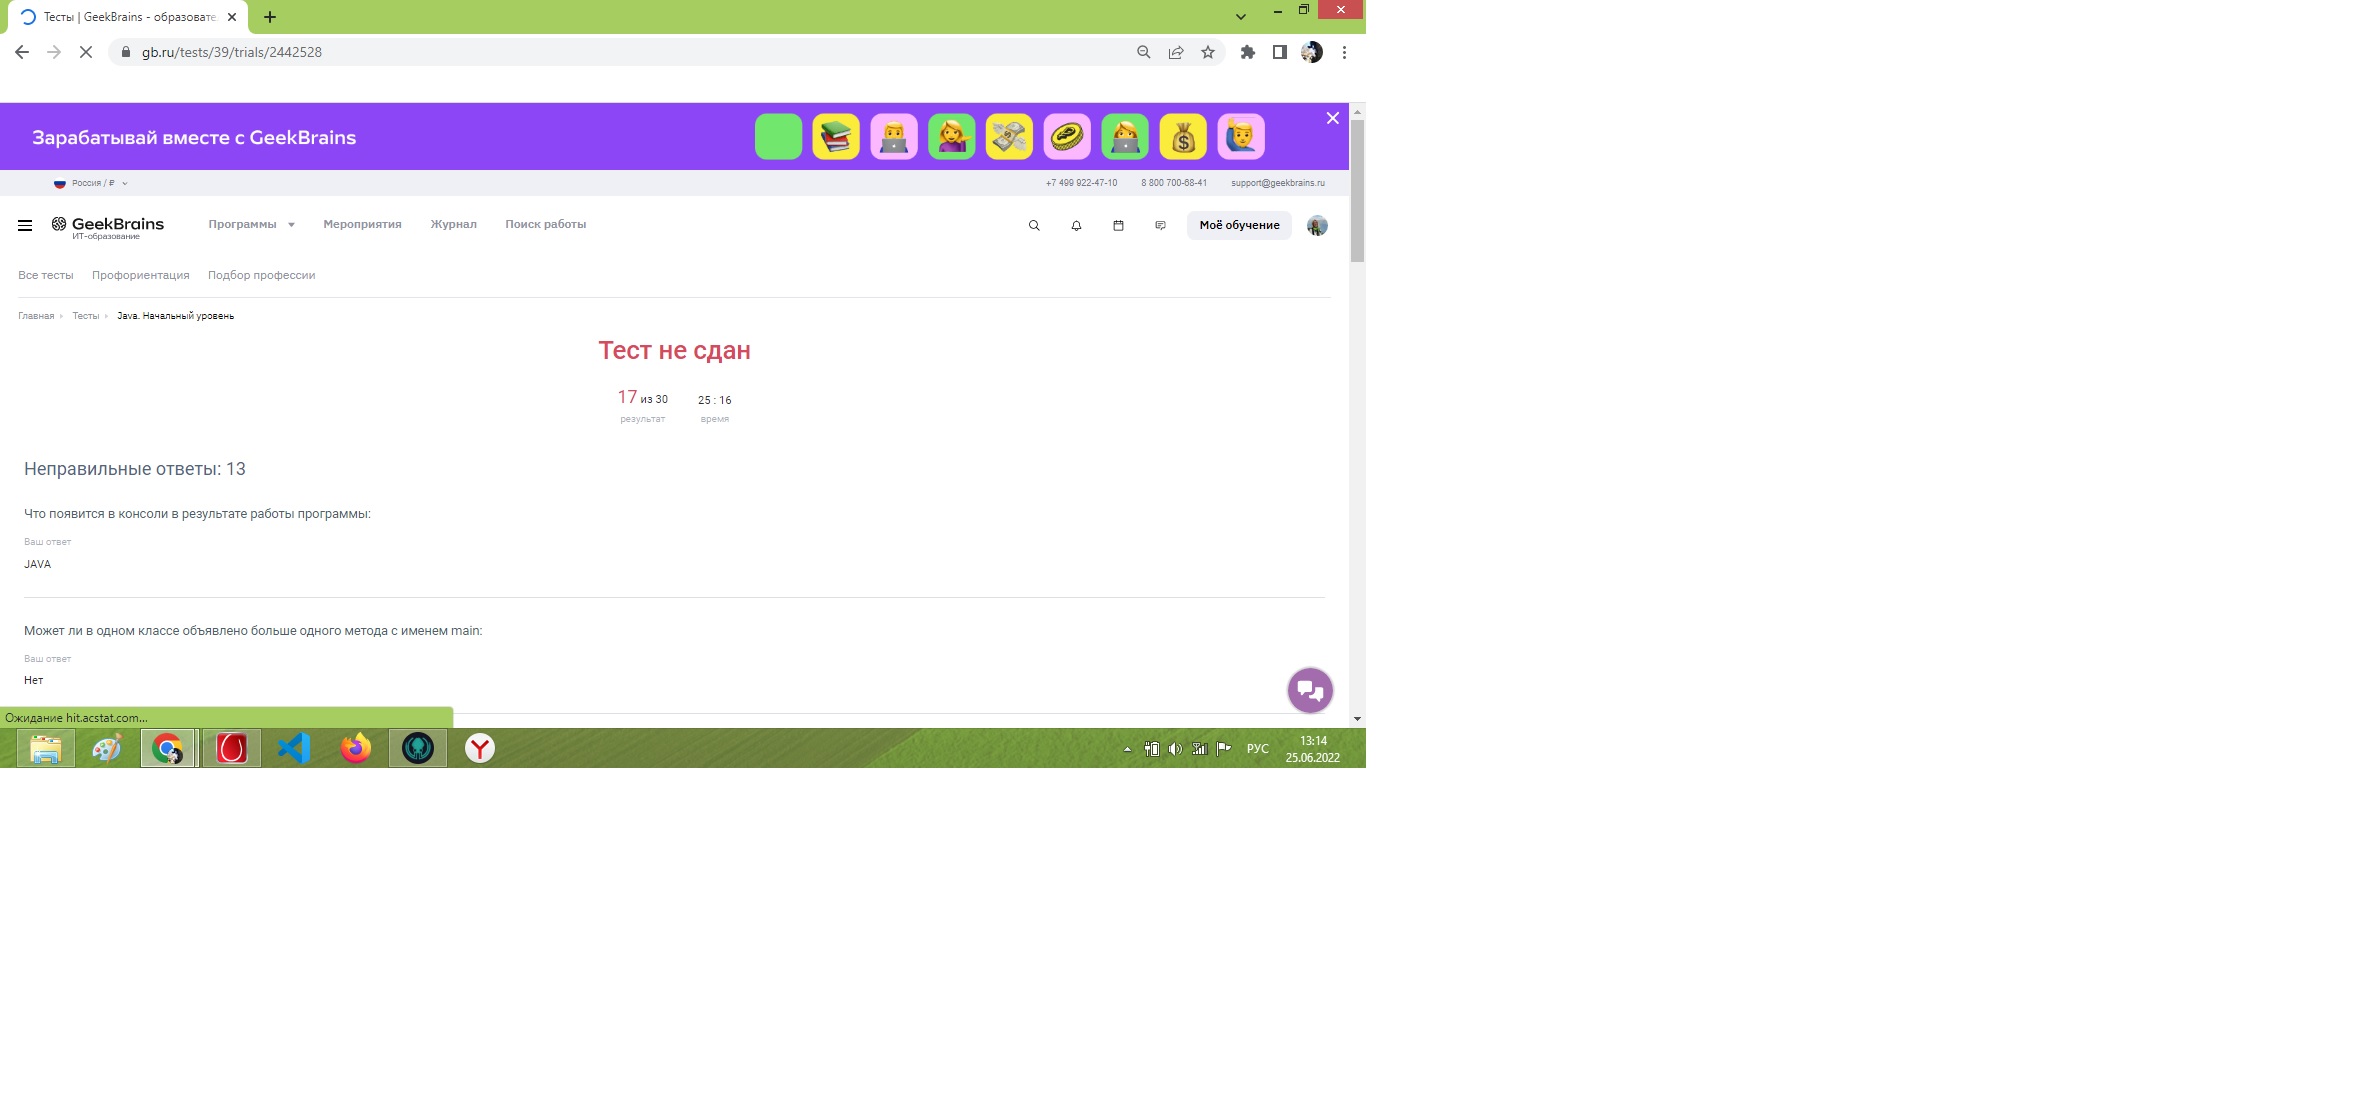 Тесты | GeekBrains - образовате
gb.ru/tests/39/trials/2442528
Зарабатывай вместе с GeekBrains
Россия / ₽
+7 499 922-47-10
8 800 700-68-41
support@geekbrains.ru
GeekBrains
ИТ-образование
Программы
Мероприятия
Журнал
Поиск работы
Моё обучение
Все тесты
Профориентация
Подбор профессии
Главная
Тесты
Java. Начальный уровень
Тест не сдан
17 из 30
25 : 16
результат
время
Неправильные ответы: 13
Что появится в консоли в результате работы программы:
Ваш ответ
JAVA
Может ли в одном классе объявлено больше одного метода с именем main:
Ваш ответ
Нет
Ожидание hit.acstat.com...
РУС
13:14
25.06.2022